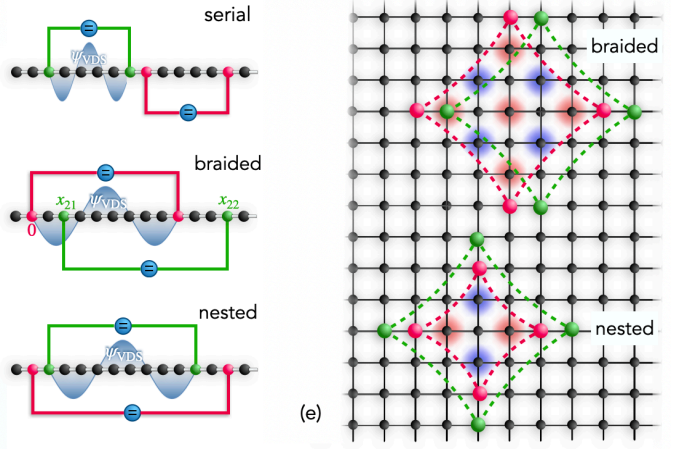 serial
ψVDS
braided
x21
ψVDS
x22
0
nested
ψVDS
(e)
braided
nested